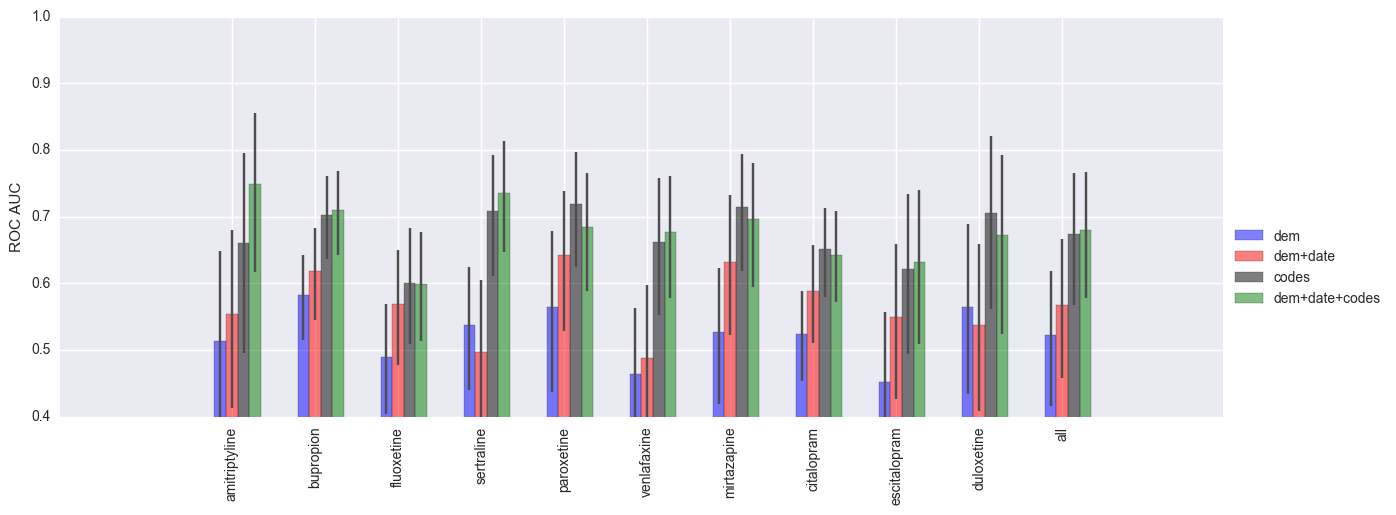 1.0
0.9
0.8
0.7
0.6
0.5
0.4
ROC AUC
amitriptyline
bupropion
fluoxetine
sertraline
paroxetine
venlafaxine
mirtazapine
citalopram
escitalopram
duloxetine
all
dem
dem+date
codes
dem+date+codes